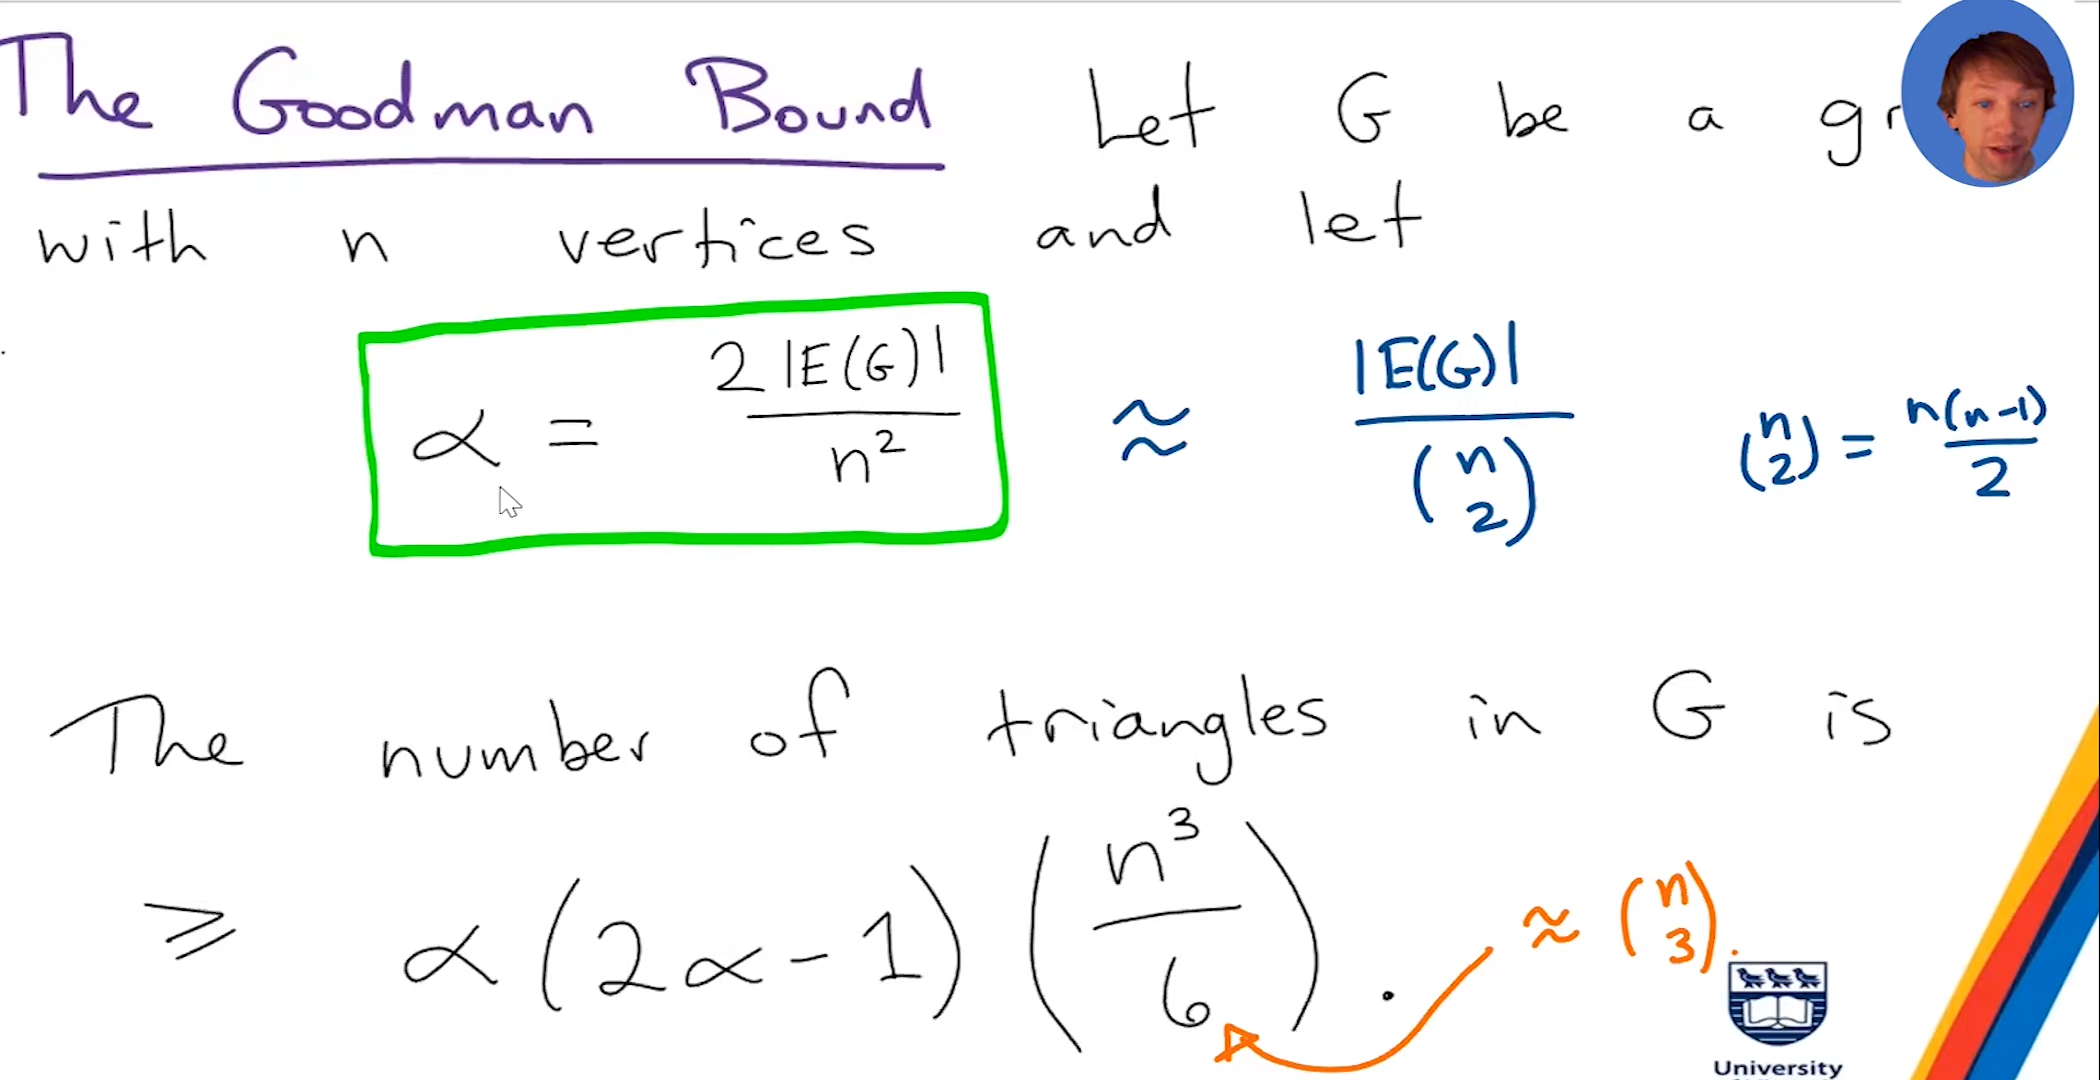 The Goodman Bound Let G be a gr
with n vertices and let
α = 2|E(G)| / n² ≈ |E(G)| / (n 2) (n 2) = n(n-1) / 2
The number of triangles in G is
≥ α(2α-1)(n³ / 6). ≈ (n 3).
University